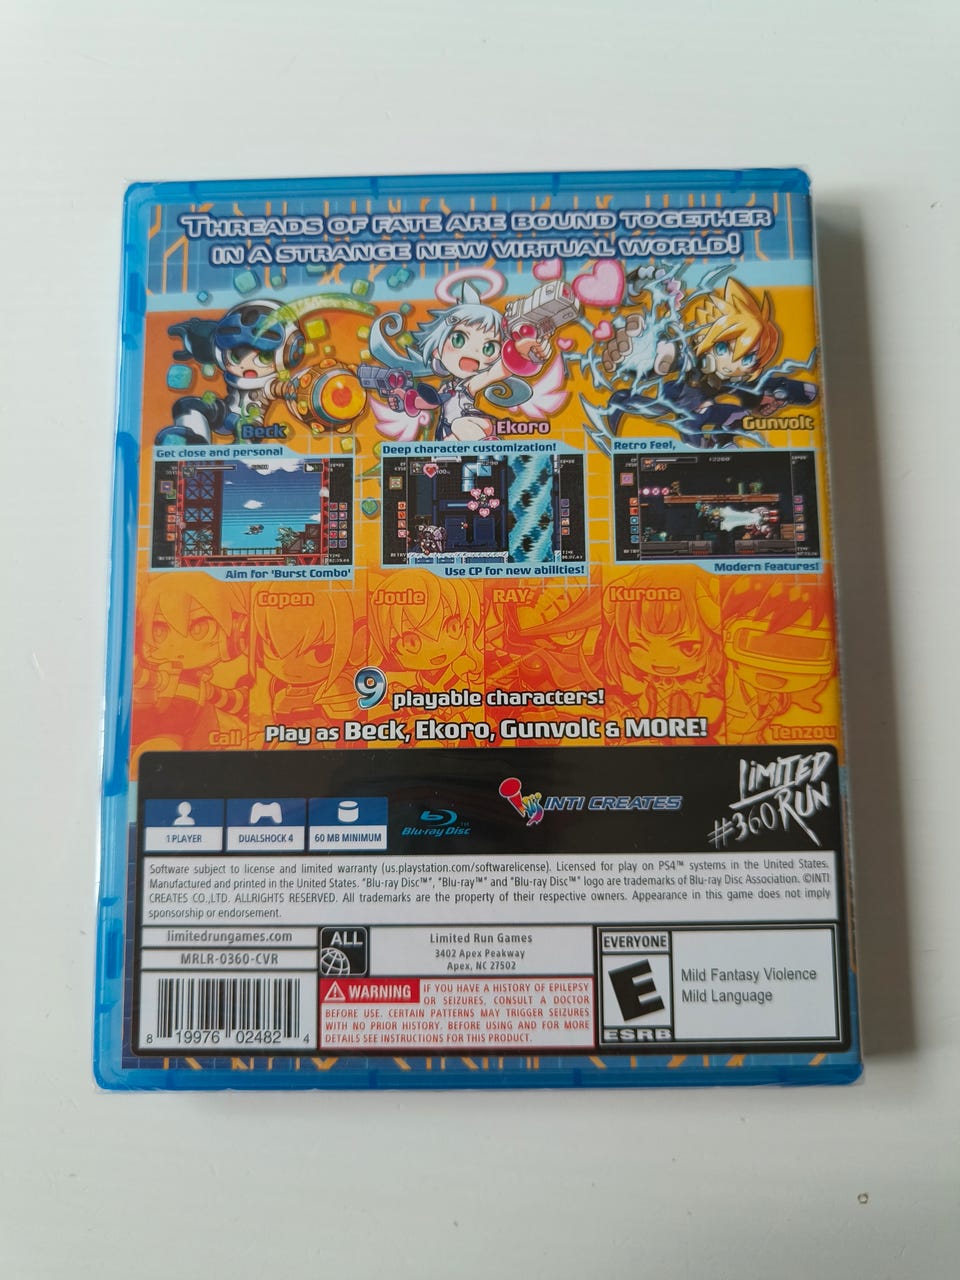 THREADS OF FATE ARE BOUND TOGETHER
IN A STRANGE NEW VIRTUAL WORLD!
Beck
Ekoro
Gunvolt
Get close and personal
Aim for 'Burst Combo'
Deep character customization!
Use CP for new abilities!
Retro Feel,
Modern Features!
Copen
Joule
RAY
Kurona
9 playable characters!
Call
Play as Beck, Ekoro, Gunvolt & MORE!
Tenzou
1 PLAYER
DUALSHOCK 4
60 MB MINIMUM
Blu-ray Disc™
INTI CREATES
LIMITED
RUN
#360
Software subject to license and limited warranty (us.playstation.com/softwarelicense). Licensed for play on PS4™ systems in the United States.
Manufactured and printed in the United States. "Blu-ray Disc™", "Blu-ray™" and "Blu-ray Disc™" logo are trademarks of Blu-ray Disc Association. ©INTI
CREATES CO.,LTD. ALLRIGHTS RESERVED. All trademarks are the property of their respective owners. Appearance in this game does not imply
sponsorship or endorsement.
limitedrungames.com
MRLR-0360-CVR
8 19976 02482 4
ALL
Limited Run Games
3402 Apex Peakway
Apex, NC 27502
WARNING
IF YOU HAVE A HISTORY OF EPILEPSY
OR SEIZURES, CONSULT A DOCTOR
BEFORE USE. CERTAIN PATTERNS MAY TRIGGER SEIZURES
WITH NO PRIOR HISTORY. BEFORE USING AND FOR MORE
DETAILS SEE INSTRUCTIONS FOR THIS PRODUCT.
EVERYONE
E
ESRB
Mild Fantasy Violence
Mild Language